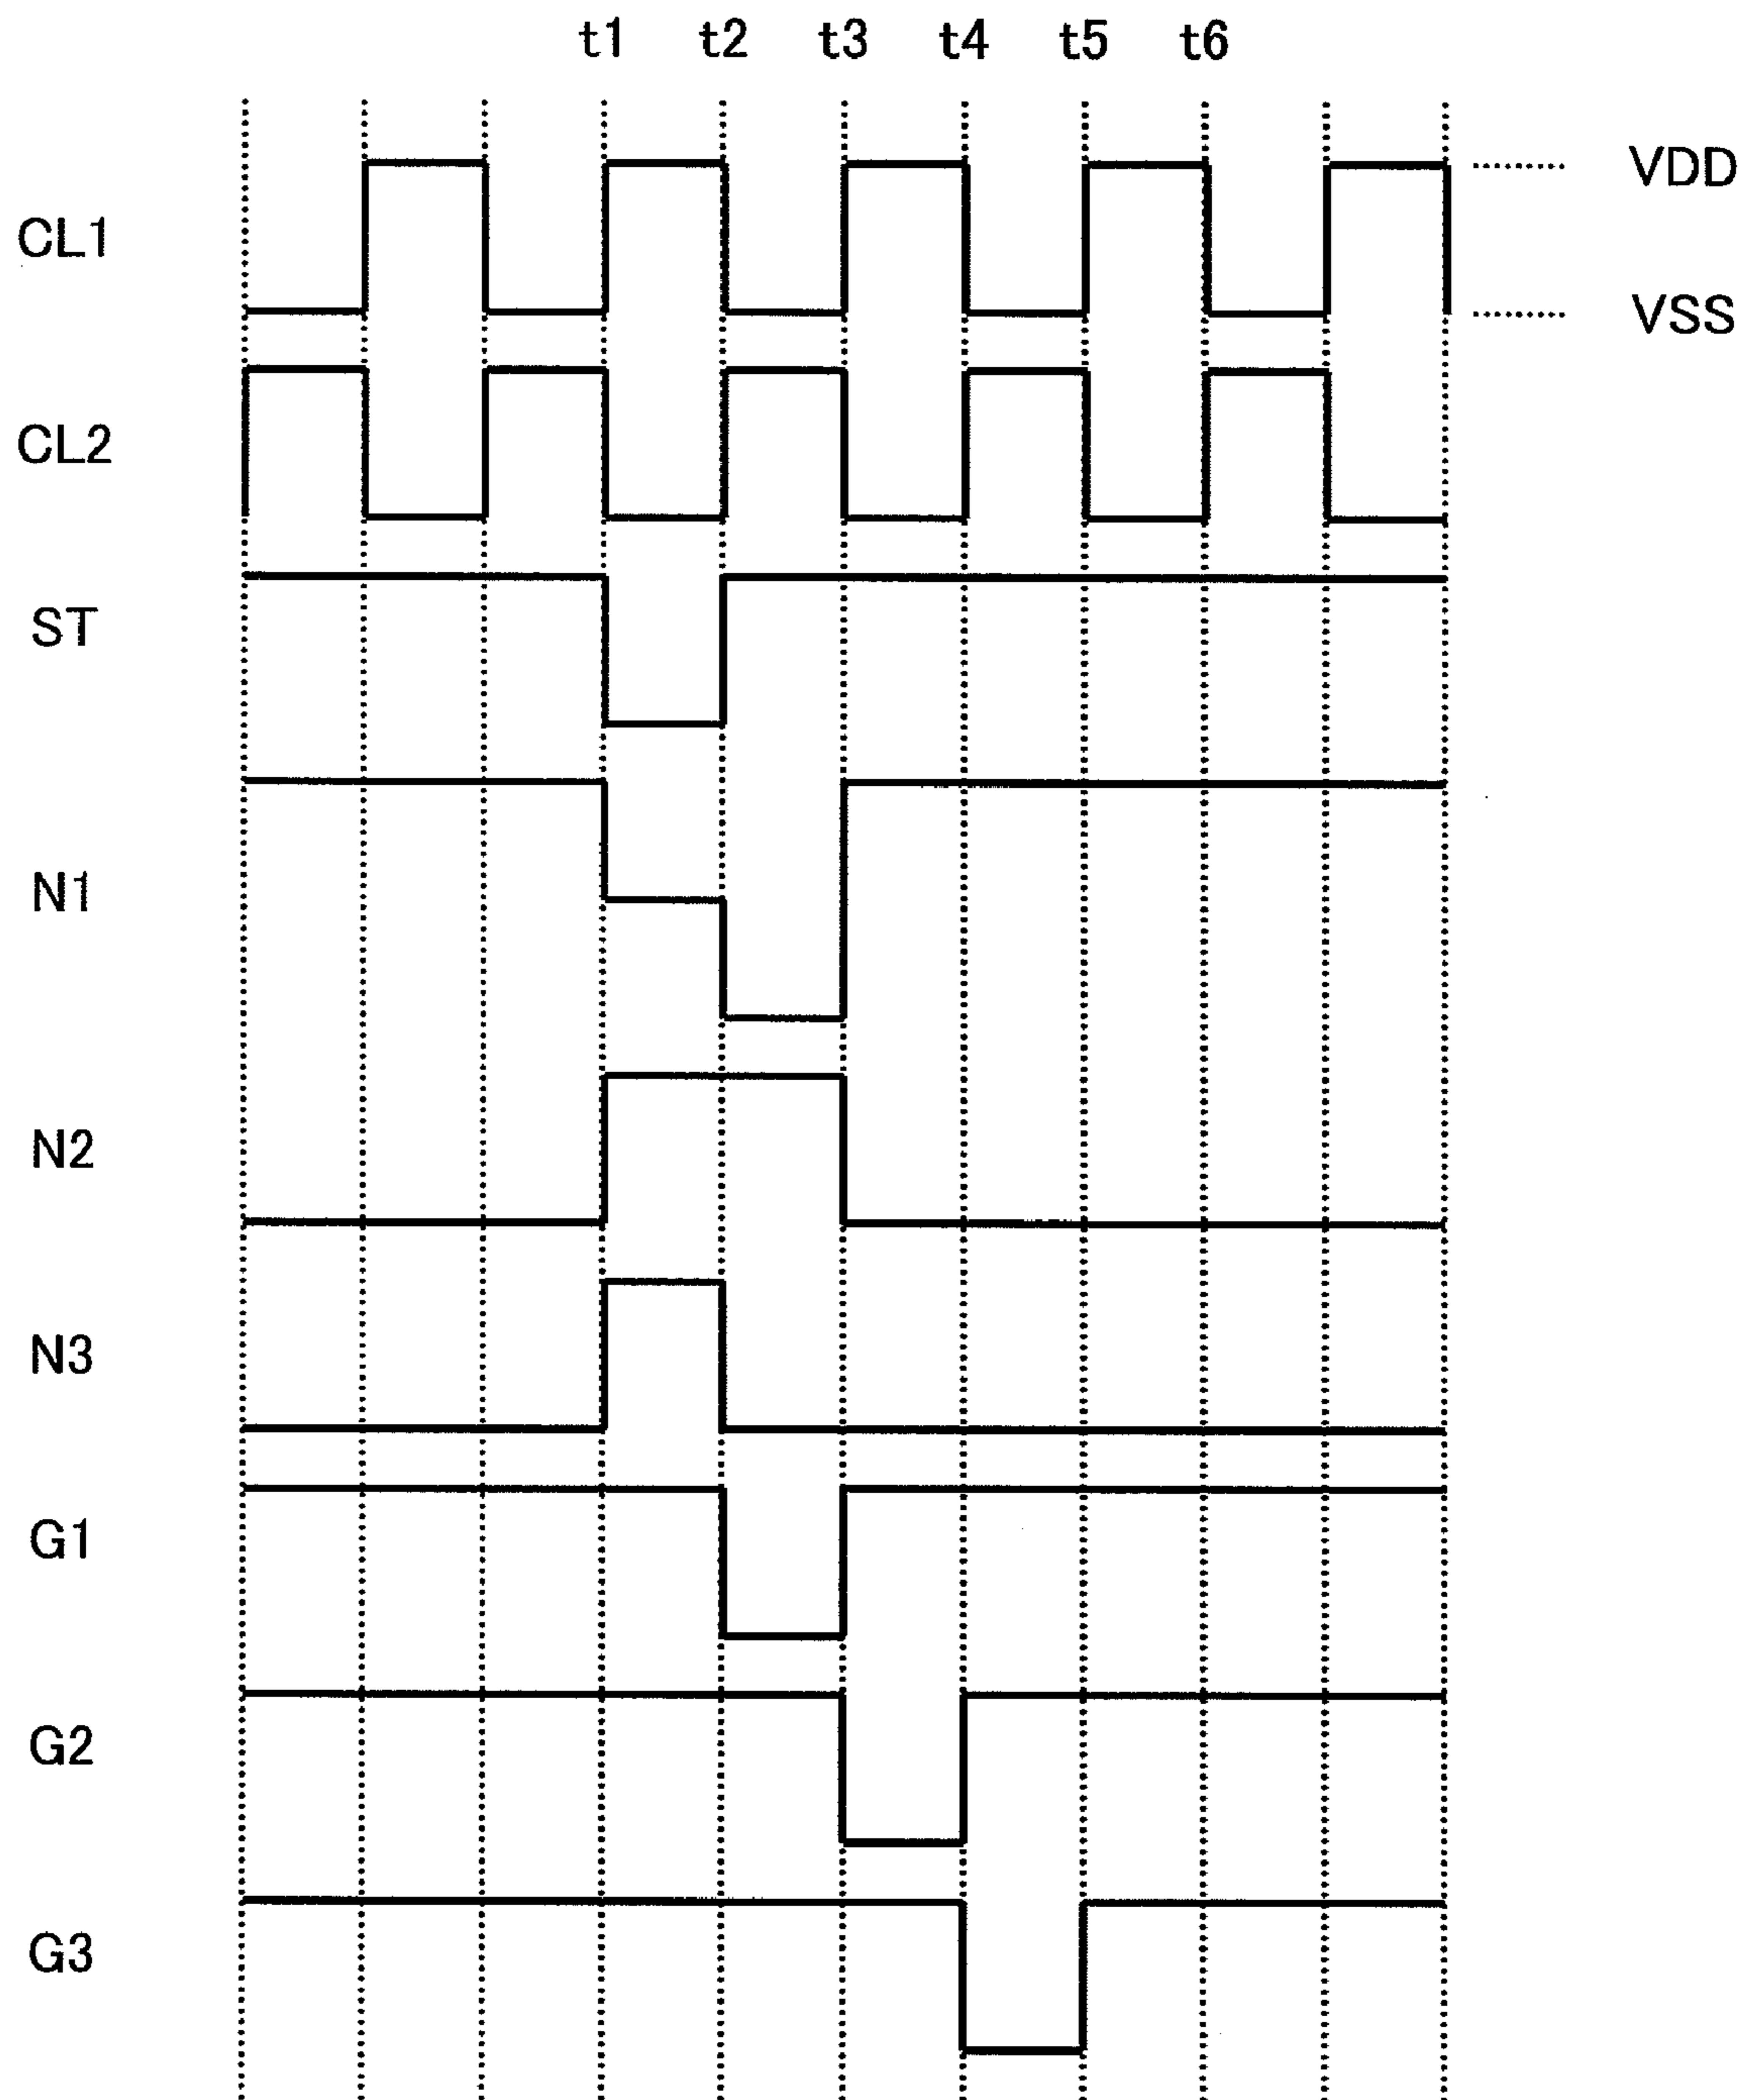 t1 t2 t3 t4 t5 t6
VDD
CL1
VSS
CL2
ST
N1
N2
N3
G1
G2
G3